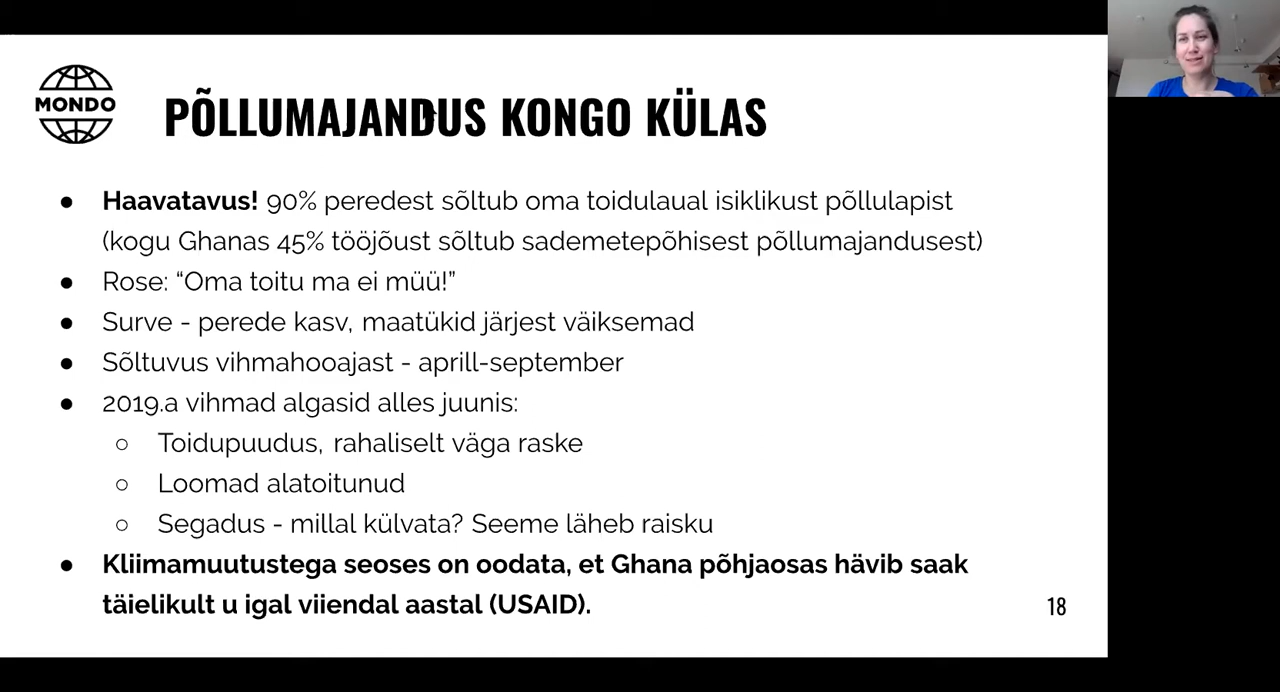 MONDO
PÕLLUMAJANDUS KONGO KÜLAS
● Haavatavus! 90% peredest sõltub oma toidulaual isiklikust põllulapist
(kogu Ghanas 45% tööjõust sõltub sademetepõhisest põllumajandusest)
● Rose: “Oma toitu ma ei müü!”
● Surve - perede kasv, maatükid järjest väiksemad
● Sõltuvus vihmahooajast - aprill-september
● 2019.a vihmad algasid alles juunis:
○ Toidupuudus, rahaliselt väga raske
○ Loomad alatoitunud
○ Segadus - millal külvata? Seeme läheb raisku
● Kliimamuutustega seoses on oodata, et Ghana põhjaosas hävib saak
täielikult u igal viiendal aastal (USAID).
18